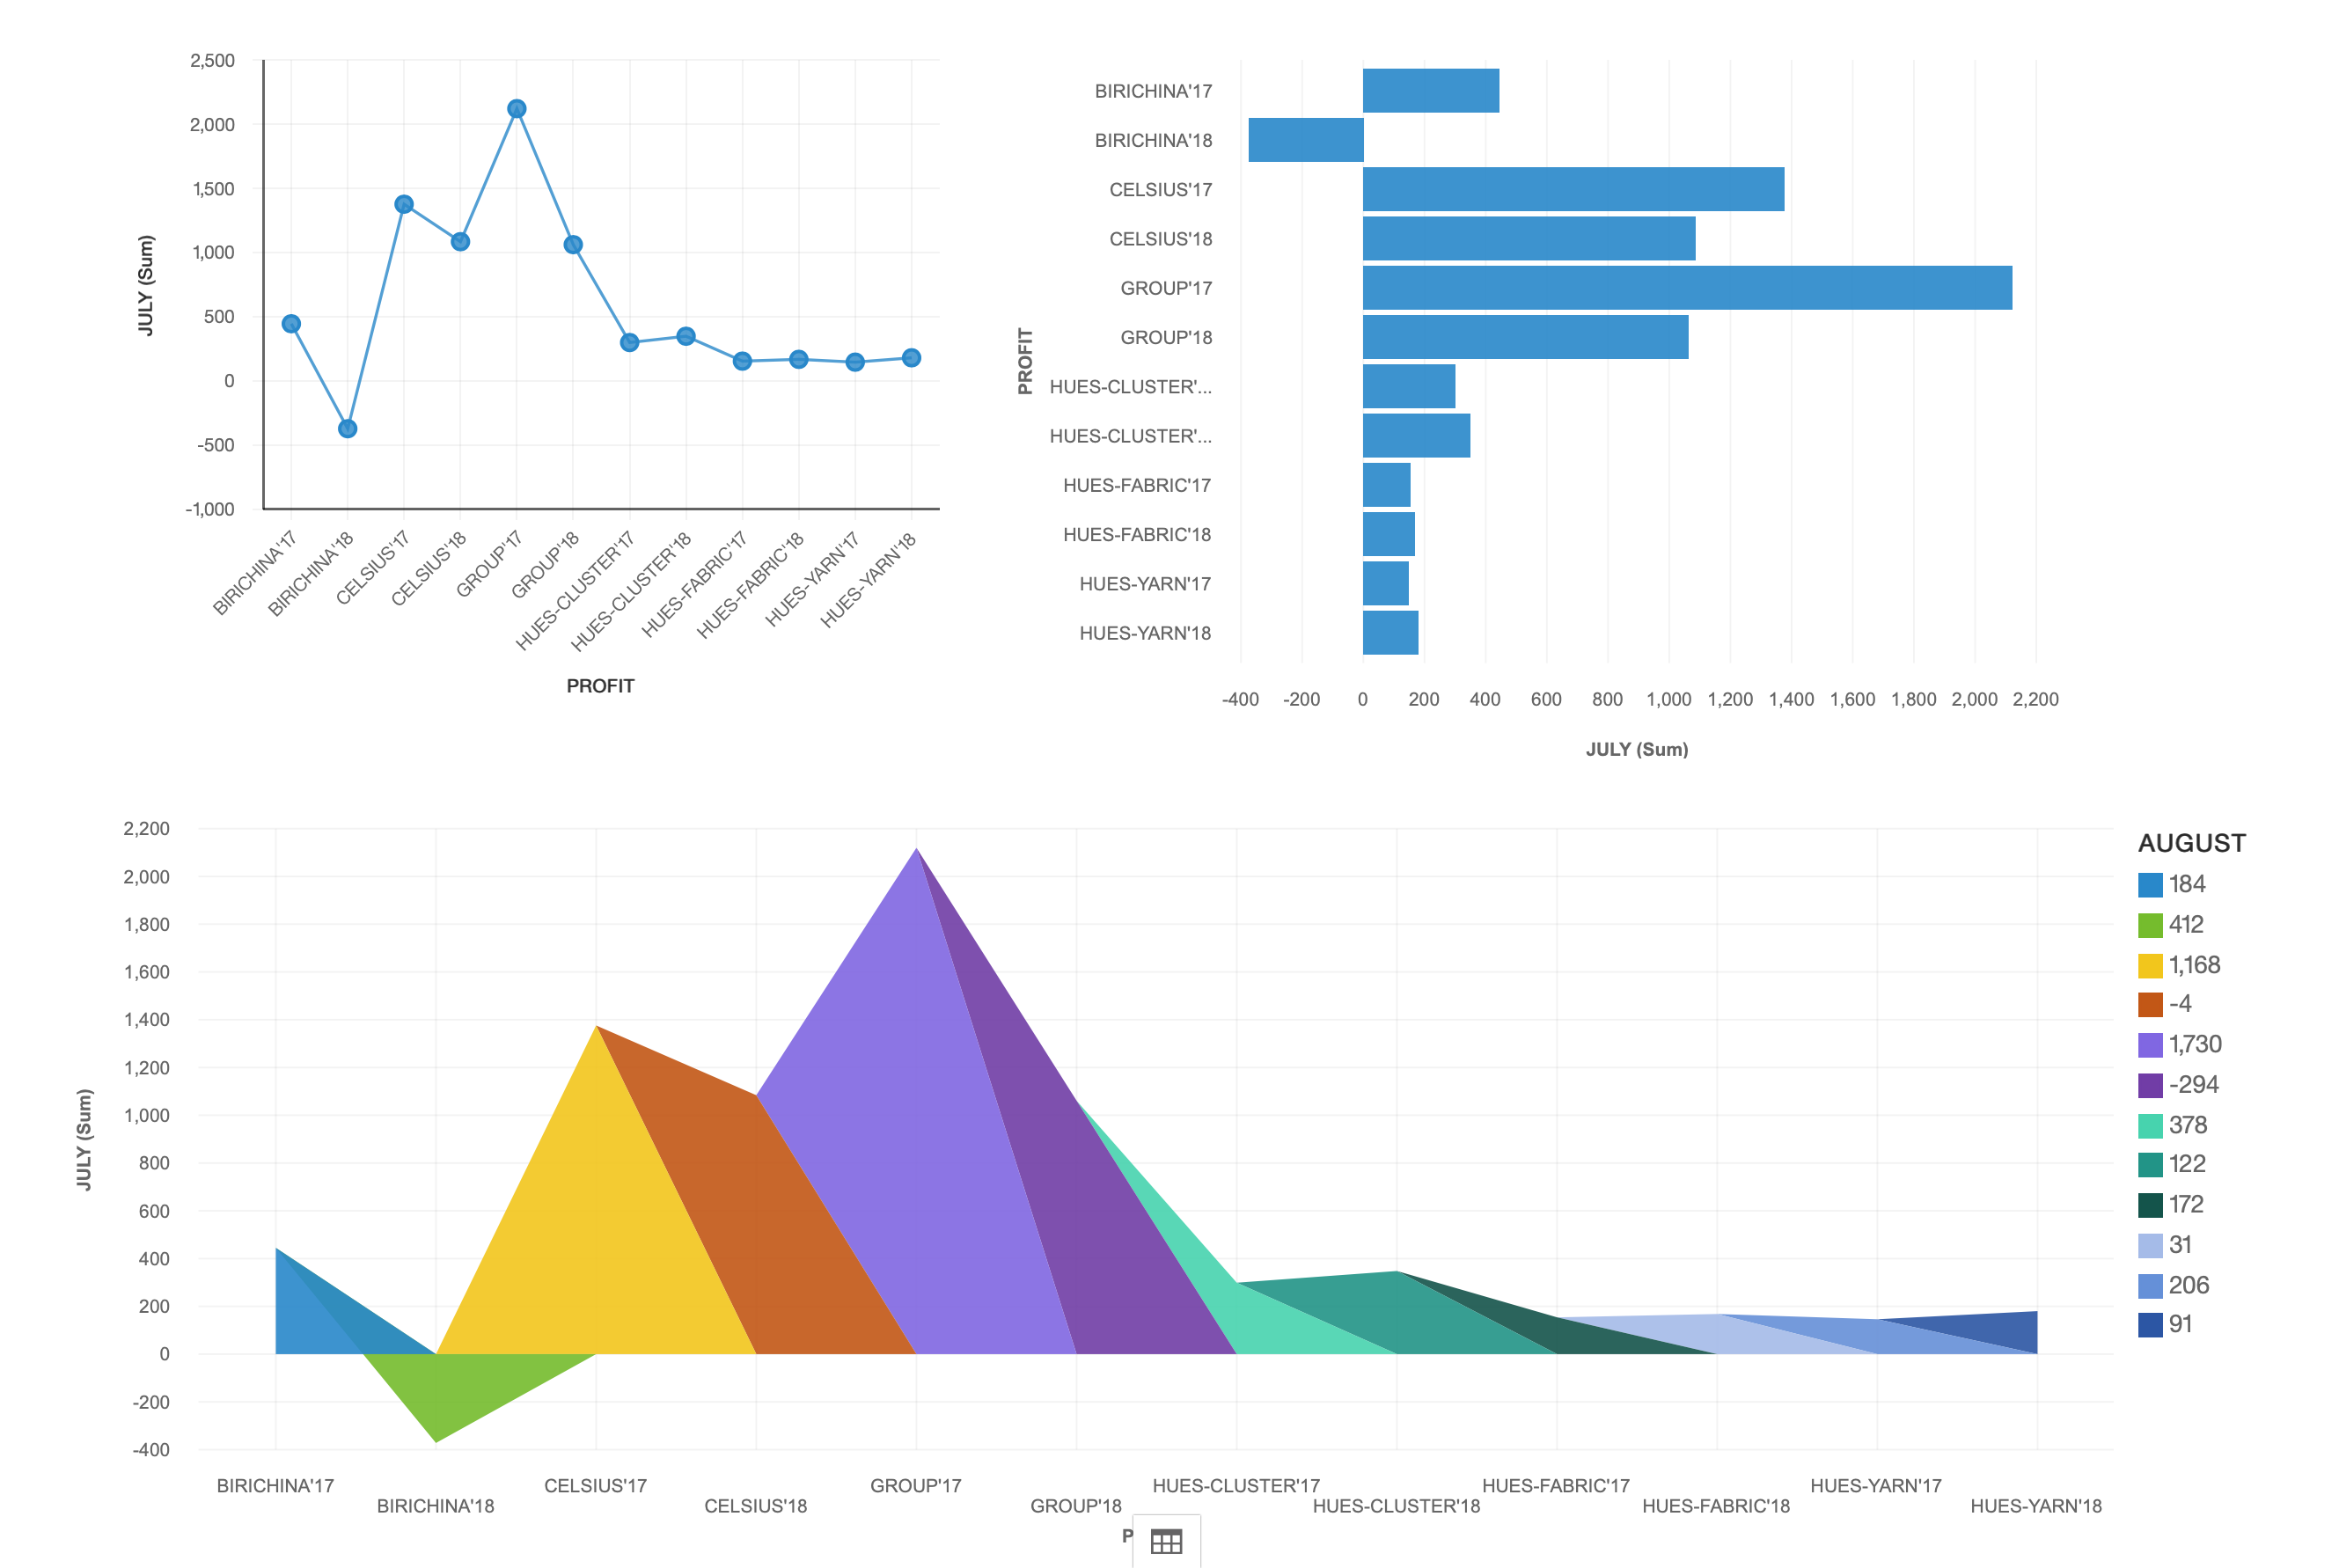 2,500
2,000
1,500
1,000
500
0
-500
-1,000
JULY (Sum)
BIRICHINA'17
BIRICHINA'18
CELSIUS'17
CELSIUS'18
GROUP'17
GROUP'18
HUES-CLUSTER'17
HUES-CLUSTER'18
HUES-FABRIC'17
HUES-FABRIC'18
HUES-YARN'17
HUES-YARN'18
PROFIT
PROFIT
BIRICHINA'17
BIRICHINA'18
CELSIUS'17
CELSIUS'18
GROUP'17
GROUP'18
HUES-CLUSTER'...
HUES-CLUSTER'...
HUES-FABRIC'17
HUES-FABRIC'18
HUES-YARN'17
HUES-YARN'18
-400 -200 0 200 400 600 800 1,000 1,200 1,400 1,600 1,800 2,000 2,200
JULY (Sum)
2,200
2,000
1,800
1,600
1,400
1,200
1,000
800
600
400
200
0
-200
-400
JULY (Sum)
BIRICHINA'17
BIRICHINA'18
CELSIUS'17
CELSIUS'18
GROUP'17
GROUP'18
HUES-CLUSTER'17
HUES-CLUSTER'18
HUES-FABRIC'17
HUES-FABRIC'18
HUES-YARN'17
HUES-YARN'18
AUGUST
184
412
1,168
-4
1,730
-294
378
122
172
31
206
91